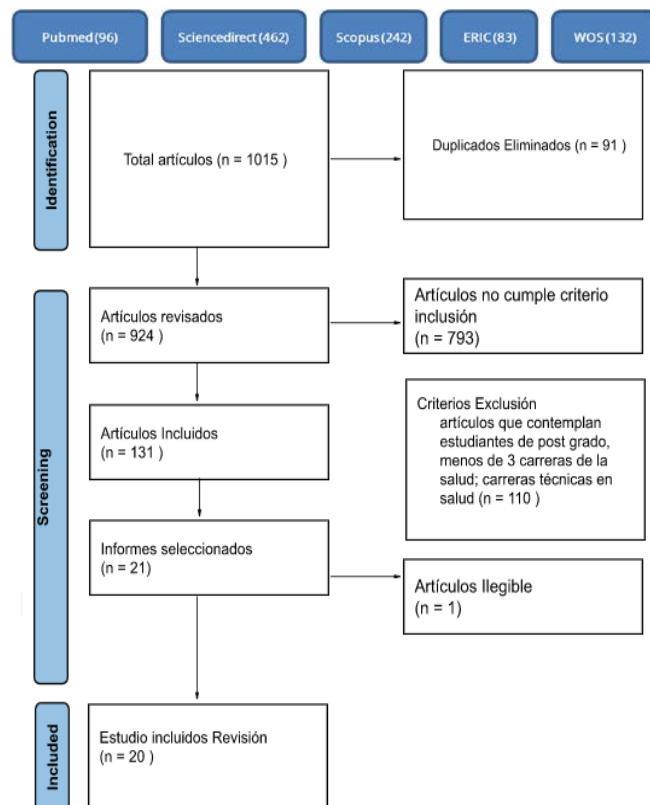 Pubmed(96)
Sciencedirect(462)
Scopus(242)
ERIC(83)
WOS(132)
Identification
Total artículos (n = 1015 )
Duplicados Eliminados (n = 91 )
Screening
Artículos revisados
(n = 924 )
Artículos no cumple criterio
inclusión
(n = 793)
Artículos Incluidos
(n = 131 )
Criterios Exclusión
artículos que contemplan
estudiantes de post grado,
menos de 3 carreras de la
salud; carreras técnicas en
salud (n = 110 )
Informes seleccionados
(n = 21)
Artículos Ilegible
(n = 1)
Included
Estudio incluidos Revisión
(n = 20 )